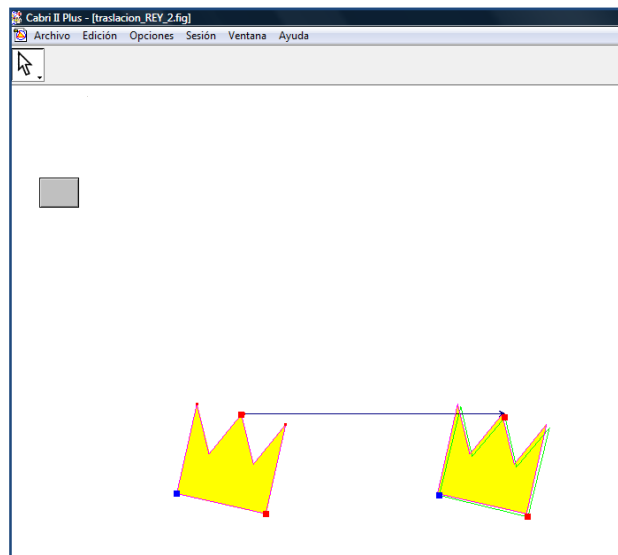 Cabri II Plus - [traslacion_REY_2.fig]
Archivo Edición Opciones Sesión Ventana Ayuda